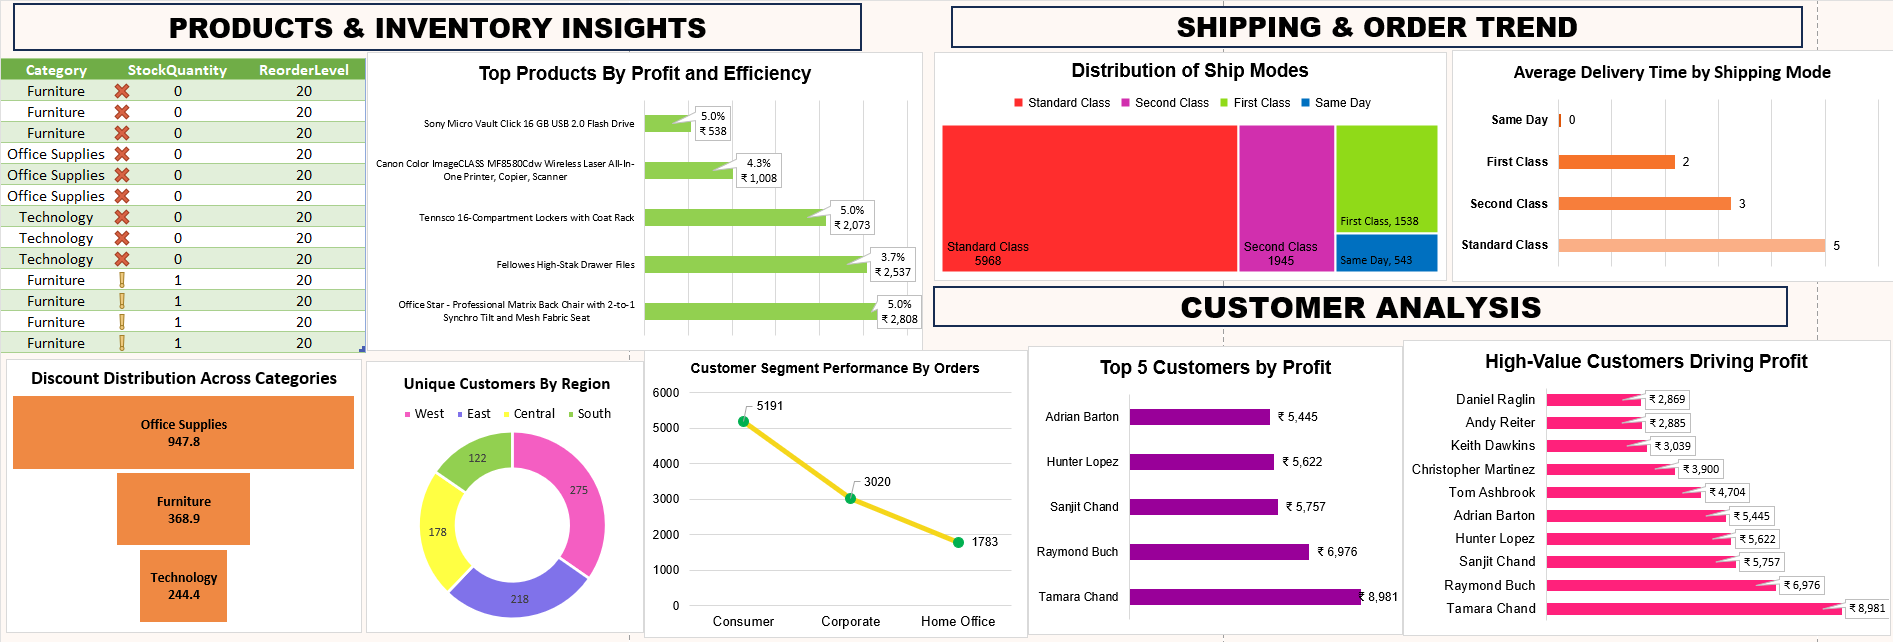 PRODUCTS & INVENTORY INSIGHTS
Category StockQuantity ReorderLevel
Furniture 0 20
Furniture 0 20
Furniture 0 20
Office Supplies 0 20
Office Supplies 0 20
Office Supplies 0 20
Technology 0 20
Technology 0 20
Technology 0 20
Furniture 1 20
Furniture 1 20
Furniture 1 20
Furniture 1 20
Top Products By Profit and Efficiency
Sony Micro Vault Click 16 GB USB 2.0 Flash Drive
5.0%
₹ 538
Canon Color ImageCLASS MF8580Cdw Wireless Laser All-In-
One Printer, Copier, Scanner
4.3%
₹ 1,008
Tennsco 16-Compartment Lockers with Coat Rack
5.0%
₹ 2,073
Fellowes High-Stak Drawer Files
3.7%
₹ 2,537
Office Star - Professional Matrix Back Chair with 2-to-1
Synchro Tilt and Mesh Fabric Seat
5.0%
₹ 2,808
SHIPPING & ORDER TREND
Distribution of Ship Modes
Standard Class Second Class First Class Same Day
Standard Class
5968
Second Class
1945
First Class, 1538
Same Day, 543
Average Delivery Time by Shipping Mode
Same Day 0
First Class 2
Second Class 3
Standard Class 5
CUSTOMER ANALYSIS
Discount Distribution Across Categories
Office Supplies
947.8
Furniture
368.9
Technology
244.4
Unique Customers By Region
West East Central South
122
275
178
218
Customer Segment Performance By Orders
6000
5000
4000
3000
2000
1000
0
5191
3020
1783
Consumer Corporate Home Office
Top 5 Customers by Profit
Adrian Barton ₹ 5,445
Hunter Lopez ₹ 5,622
Sanjit Chand ₹ 5,757
Raymond Buch ₹ 6,976
Tamara Chand ₹ 8,981
High-Value Customers Driving Profit
Daniel Raglin ₹ 2,869
Andy Reiter ₹ 2,885
Keith Dawkins ₹ 3,039
Christopher Martinez ₹ 3,900
Tom Ashbrook ₹ 4,704
Adrian Barton ₹ 5,445
Hunter Lopez ₹ 5,622
Sanjit Chand ₹ 5,757
Raymond Buch ₹ 6,976
Tamara Chand ₹ 8,981